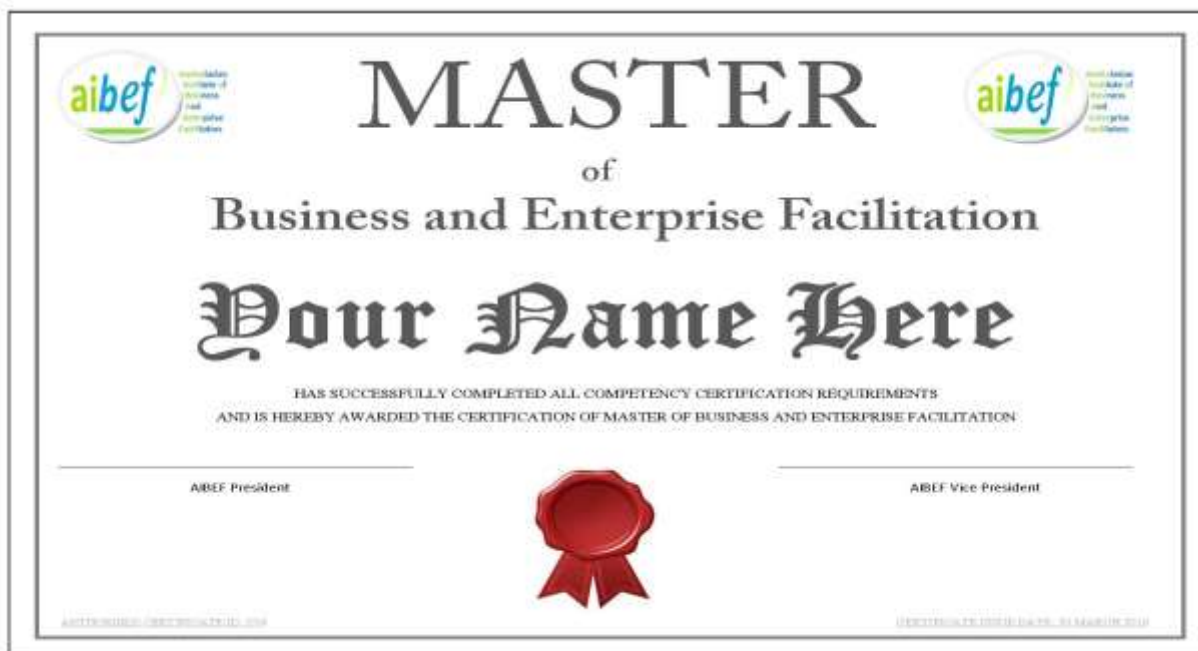 aibef
MASTER
aibef
of
Business and Enterprise Facilitation
Your Name Here
HAS SUCCESSFULLY COMPLETED ALL COMPETENCY CERTIFICATION REQUIREMENTS
AND IS HEREBY AWARDED THE CERTIFICATION OF MASTER OF BUSINESS AND ENTERPRISE FACILITATION
AIBEF President
AIBEF Vice-President